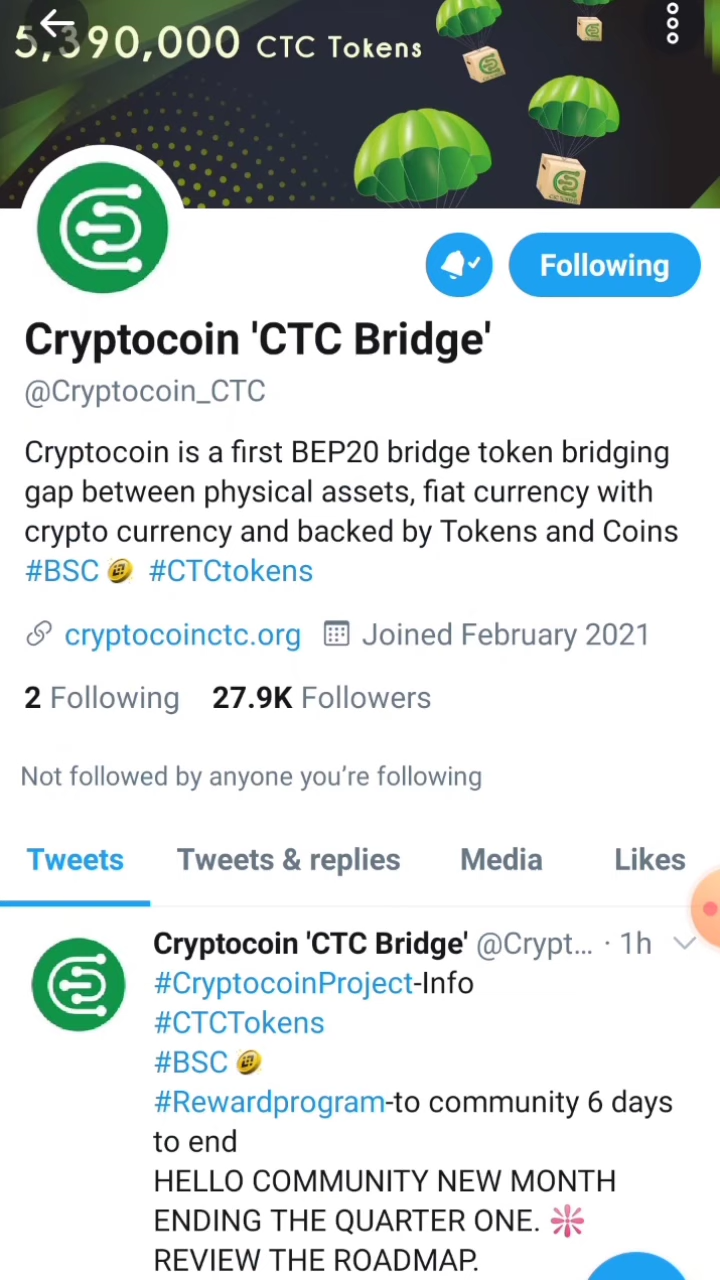 5,390,000 CTC Tokens
Following
Cryptocoin 'CTC Bridge'
@Cryptocoin_CTC
Cryptocoin is a first BEP20 bridge token bridging
gap between physical assets, fiat currency with
crypto currency and backed by Tokens and Coins
#BSC #CTCtokens
cryptocoinctc.org Joined February 2021
2 Following 27.9K Followers
Not followed by anyone you're following
Tweets Tweets & replies Media Likes
Cryptocoin 'CTC Bridge' @Crypt... · 1h
#CryptocoinProject-Info
#CTCTokens
#BSC
#Rewardprogram-to community 6 days
to end
HELLO COMMUNITY NEW MONTH
ENDING THE QUARTER ONE.
REVIEW THE ROADMAP.